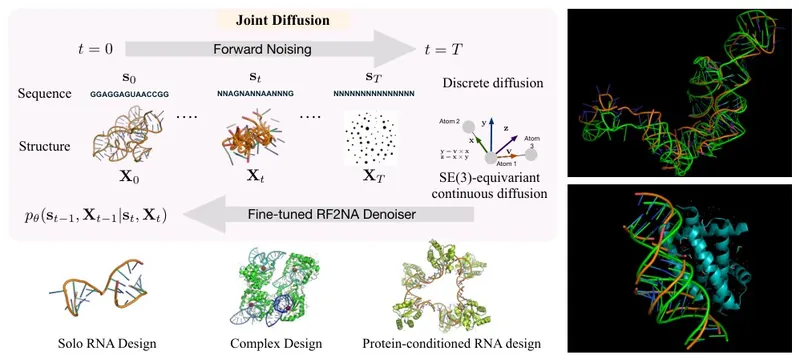 Joint Diffusion
t = 0
Forward Noising
t = T
s0
st
sT
Discrete diffusion
Sequence
GGAGGAGUAACCGG
NNAGNANNAANNNG
NNNNNNNNNNNNNNN
....
....
Structure
Atom 2
y
z
x
v
Atom 3
Atom 1
y = v × x
z = x × y
X0
Xt
XT
SE(3)-equivariant
continuous diffusion
pθ(st−1, Xt−1|st, Xt)
Fine-tuned RF2NA Denoiser
Solo RNA Design
Complex Design
Protein-conditioned RNA design